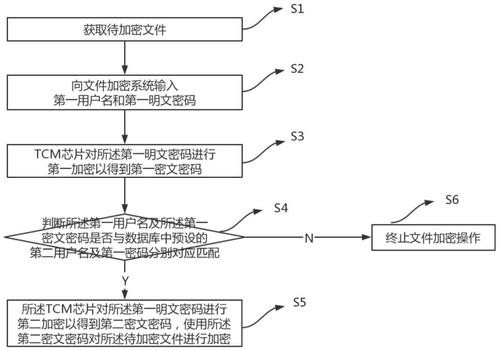 获取待加密文件
S1
向文件加密系统输入
第一用户名和第一明文密码
S2
TCM芯片对所述第一明文密码进行
第一加密以得到第一密文密码
S3
判断所述第一用户名及所述第一
密文密码是否与数据库中预设的
第二用户名及第一密码分别对应匹配
S4
N
终止文件加密操作
S6
Y
所述TCM芯片对所述第一明文密码进行
第二加密以得到第二密文密码，使用所述
第二密文密码对所述待加密文件进行加密
S5